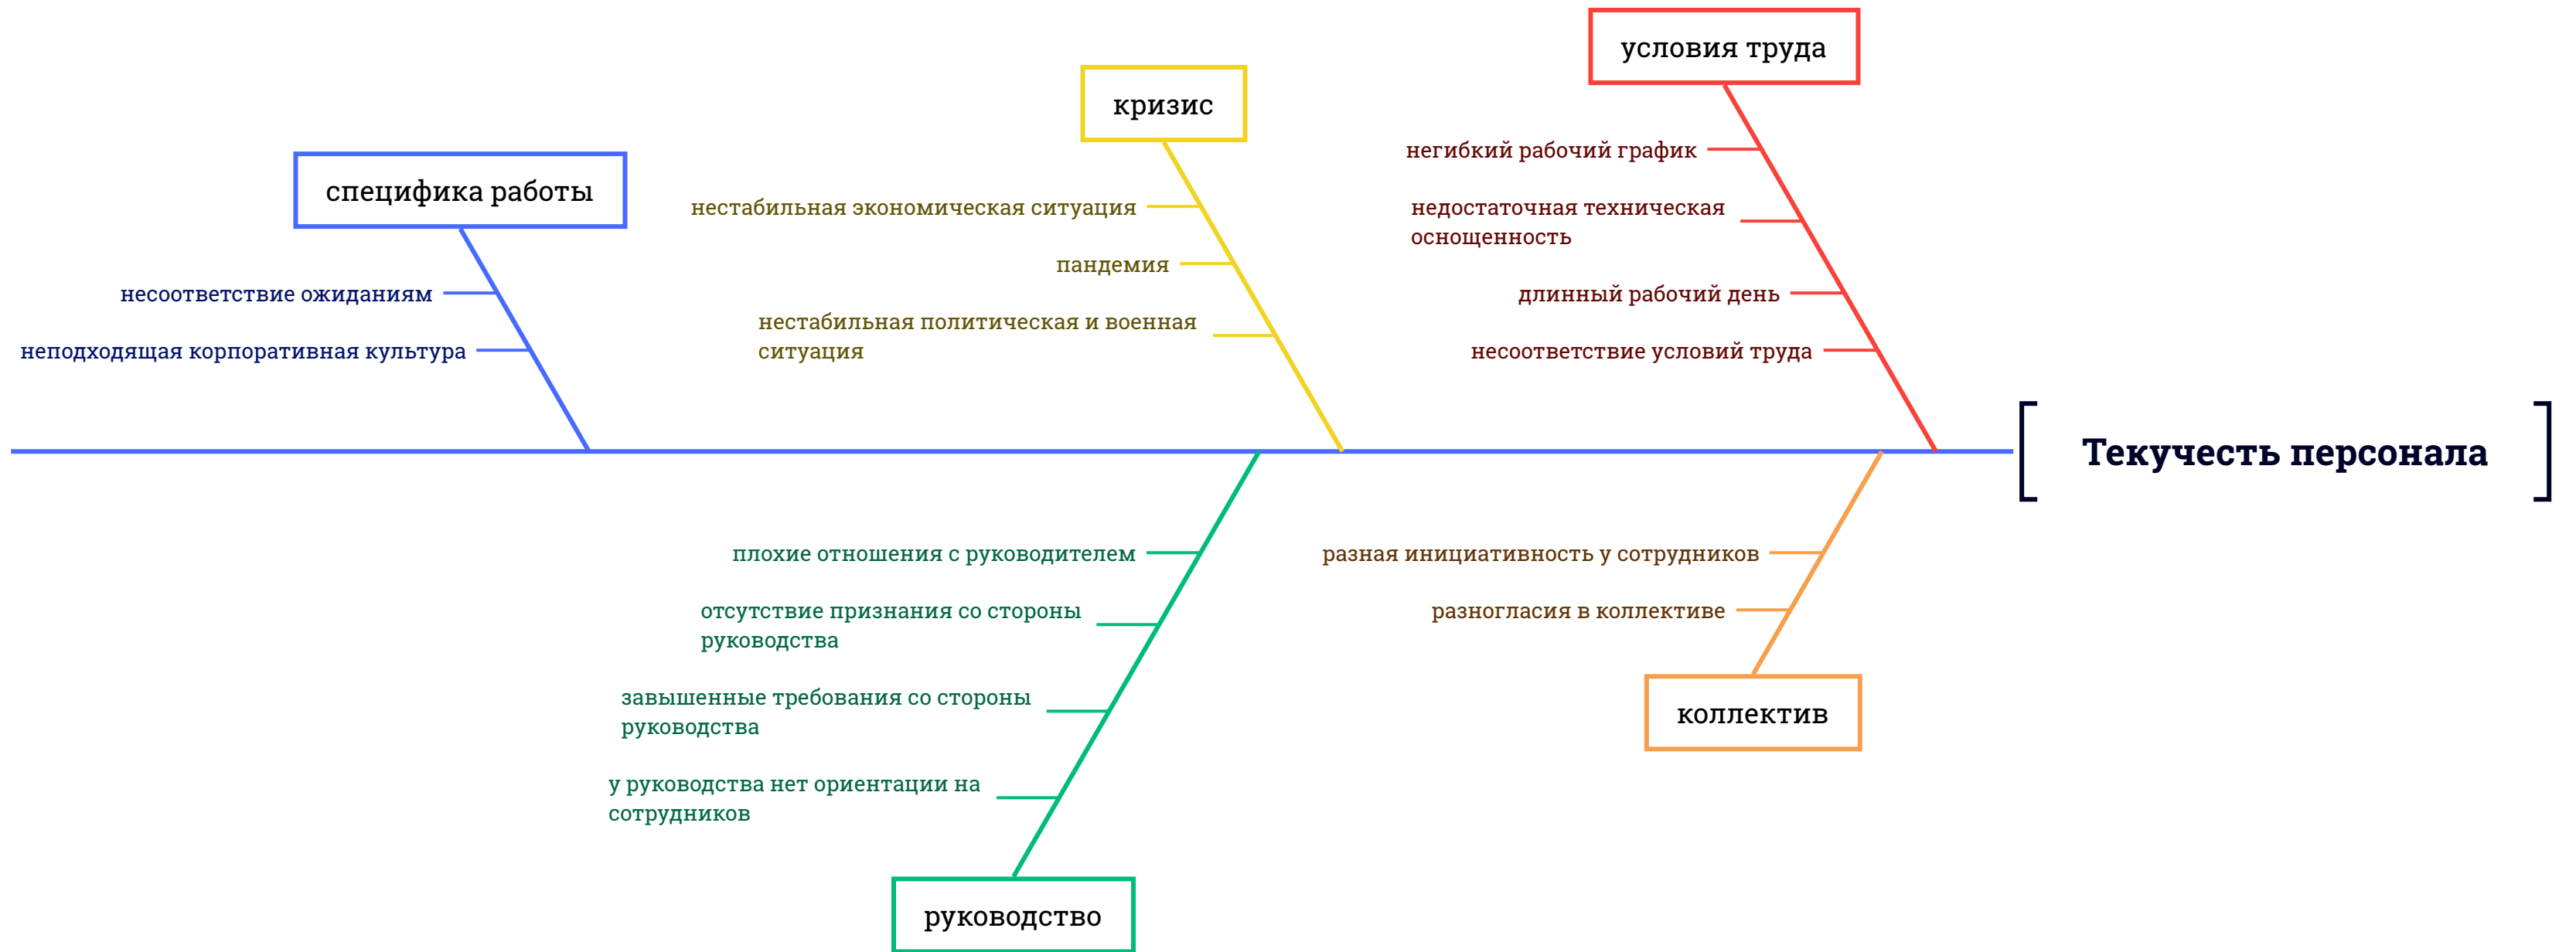 условия труда
негибкий рабочий график
недостаточная техническая
оснощенность
длинный рабочий день
несоответствие условий труда
кризис
нестабильная экономическая ситуация
пандемия
нестабильная политическая и военная
ситуация
специфика работы
несоответствие ожиданиям
неподходящая корпоративная культура
Текучесть персонала
плохие отношения с руководителем
отсутствие признания со стороны
руководства
завышенные требования со стороны
руководства
у руководства нет ориентации на
сотрудников
руководство
разная инициативность у сотрудников
разногласия в коллективе
коллектив